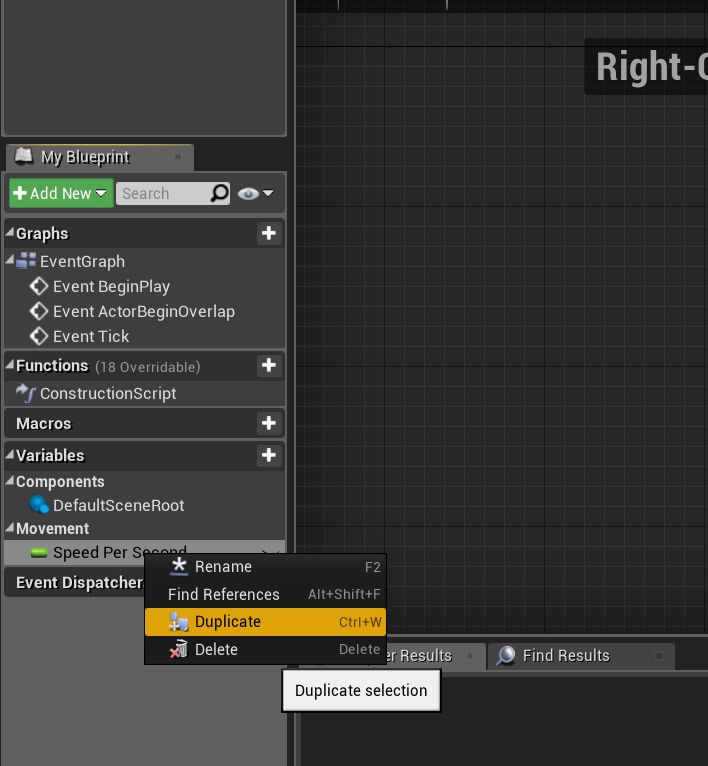 Right-C
My Blueprint
Add New
Search
Graphs
EventGraph
Event BeginPlay
Event ActorBeginOverlap
Event Tick
Functions (18 Overridable)
ConstructionScript
Macros
Variables
Components
DefaultSceneRoot
Movement
Speed Per Second
Event Dispatcher
Rename F2
Find References Alt+Shift+F
Duplicate Ctrl+W
Delete Delete
er Results
Find Results
Duplicate selection